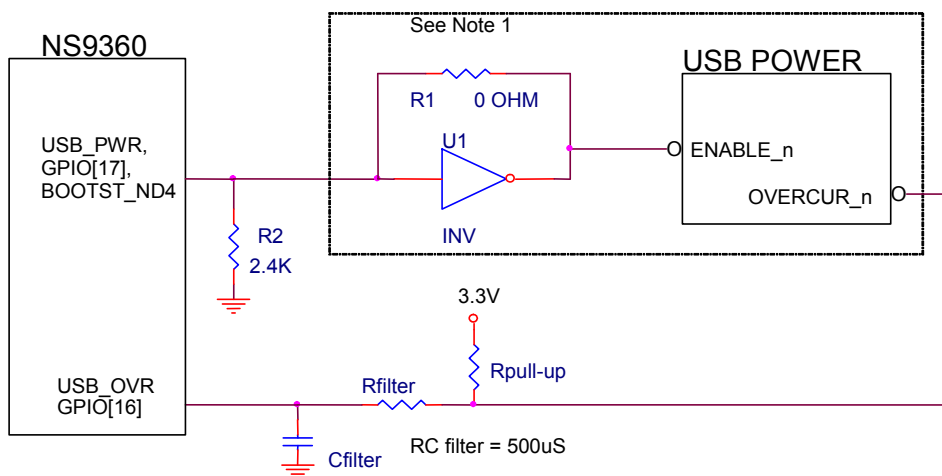 See Note 1
NS9360
USB POWER
R1 0 OHM
U1
USB_PWR,
GPIO[17],
BOOTST_ND4
ENABLE_n
OVERCUR_n
INV
R2
2.4K
3.3V
Rpull-up
USB_OVR
GPIO[16]
Rfilter
Cfilter
RC filter = 500uS